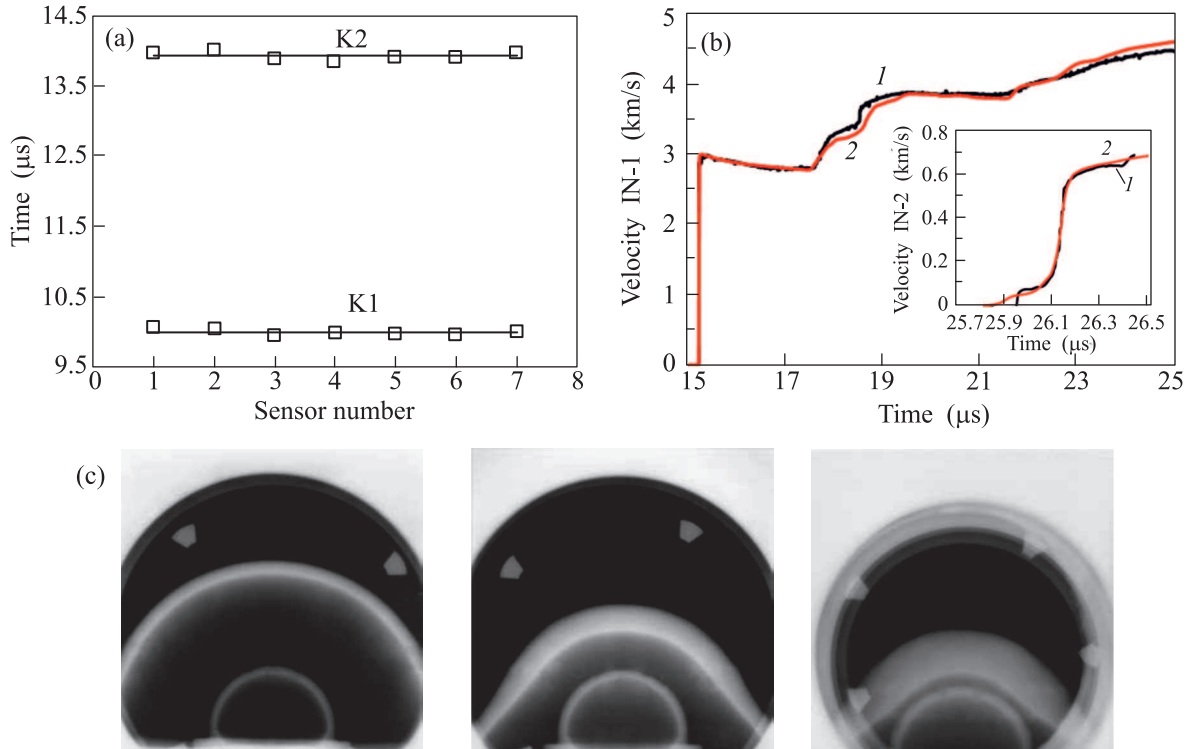 (a)
14.5
13.5
12.5
11.5
10.5
9.5
Time (μs)
K2
K1
0 1 2 3 4 5 6 7 8
Sensor number
(b)
5
4
3
2
1
0
Velocity IN-1 (km/s)
1
2
15 17 19 21 23 25
Time (μs)
0.8
0.6
0.4
0.2
0
Velocity IN-2 (km/s)
2
1
25.7 25.9 26.1 26.3 26.5
Time (μs)
(c)